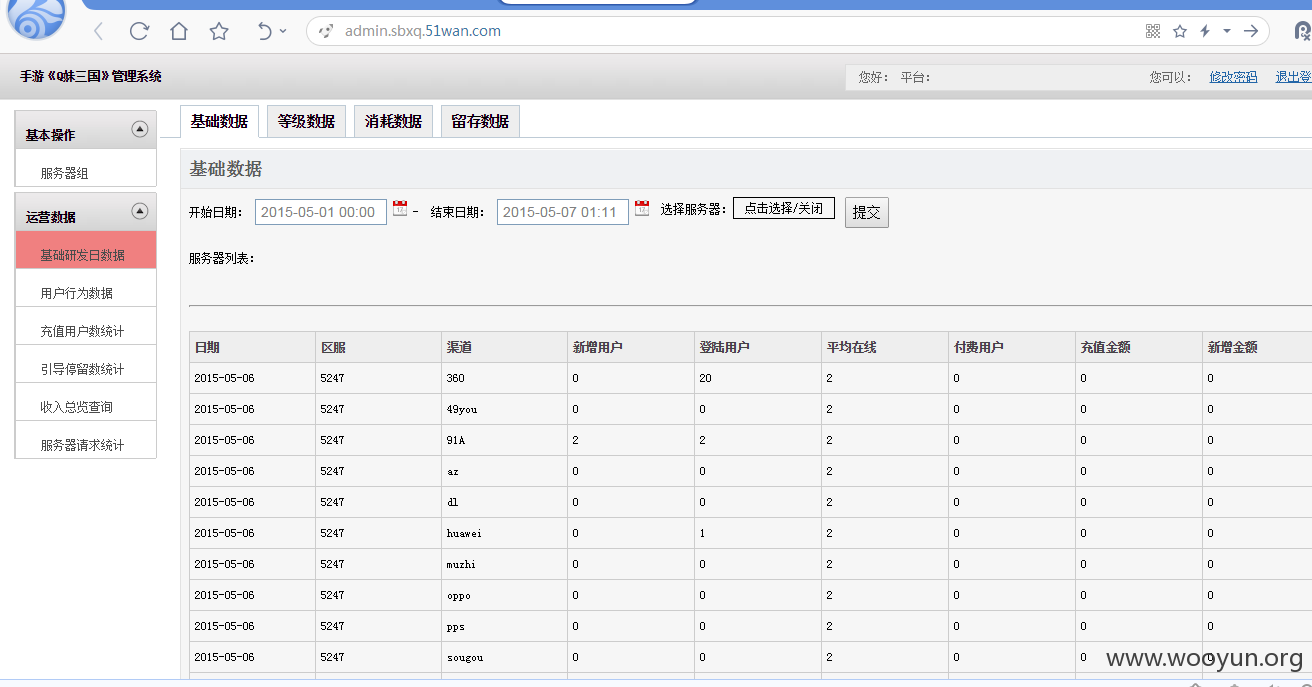 admin.sbxq.51wan.com
手游《Q妹三国》管理系统
您好： 平台： 您可以： 修改密码 退出登
基本操作
服务器组
运营数据
基础研发日数据
用户行为数据
充值用户数统计
引导停留数统计
收入总览查询
服务器请求统计
基础数据 等级数据 消耗数据 留存数据
基础数据
开始日期： 2015-05-01 00:00 - 结束日期： 2015-05-07 01:11 选择服务器： 点击选择/关闭 提交
服务器列表：
日期 区服 渠道 新增用户 登陆用户 平均在线 付费用户 充值金额 新增金额
2015-05-06 5247 360 0 20 2 0 0 0
2015-05-06 5247 49you 0 0 2 0 0 0
2015-05-06 5247 91A 2 2 2 0 0 0
2015-05-06 5247 az 0 0 2 0 0 0
2015-05-06 5247 dl 0 0 2 0 0 0
2015-05-06 5247 huawei 0 1 2 0 0 0
2015-05-06 5247 muzhi 0 0 2 0 0 0
2015-05-06 5247 oppo 0 0 2 0 0 0
2015-05-06 5247 pps 0 0 2 0 0 0
2015-05-06 5247 sougou 0 0 2 0 0 0
www.wooyun.org